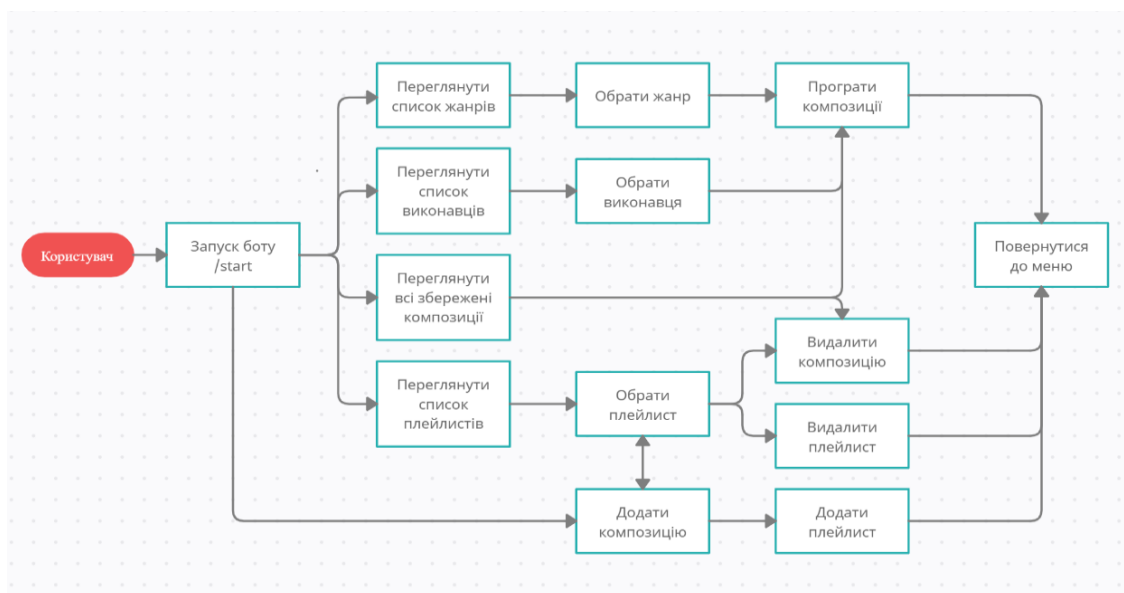 Користувач
Запуск боту
/start
Переглянути
список жанрів
Обрати жанр
Програти
композиції
Переглянути
список
виконавців
Обрати
виконавця
Переглянути
всі збережені
композиції
Переглянути
список
плейлистів
Обрати
плейлист
Видалити
композицію
Видалити
плейлист
Додати
композицію
Додати
плейлист
Повернутися
до меню